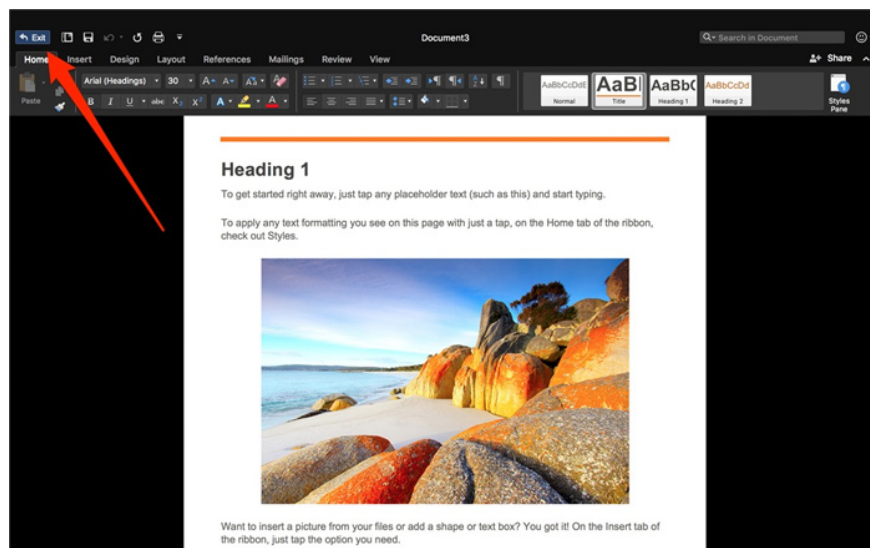 Exit
Document3
Search in Document
Home Insert Design Layout References Mailings Review View
Share
Paste
Arial (Headings) 30 A+ A-
B I U abc X₂ X² A A
AaBbCcDdE AaBl AaBb( AaBbCcDd
Normal Title Heading 1 Heading 2
Styles
Pane
Heading 1
To get started right away, just tap any placeholder text (such as this) and start typing.
To apply any text formatting you see on this page with just a tap, on the Home tab of the ribbon,
check out Styles.
Want to insert a picture from your files or add a shape or text box? You got it! On the Insert tab of
the ribbon, just tap the option you need.